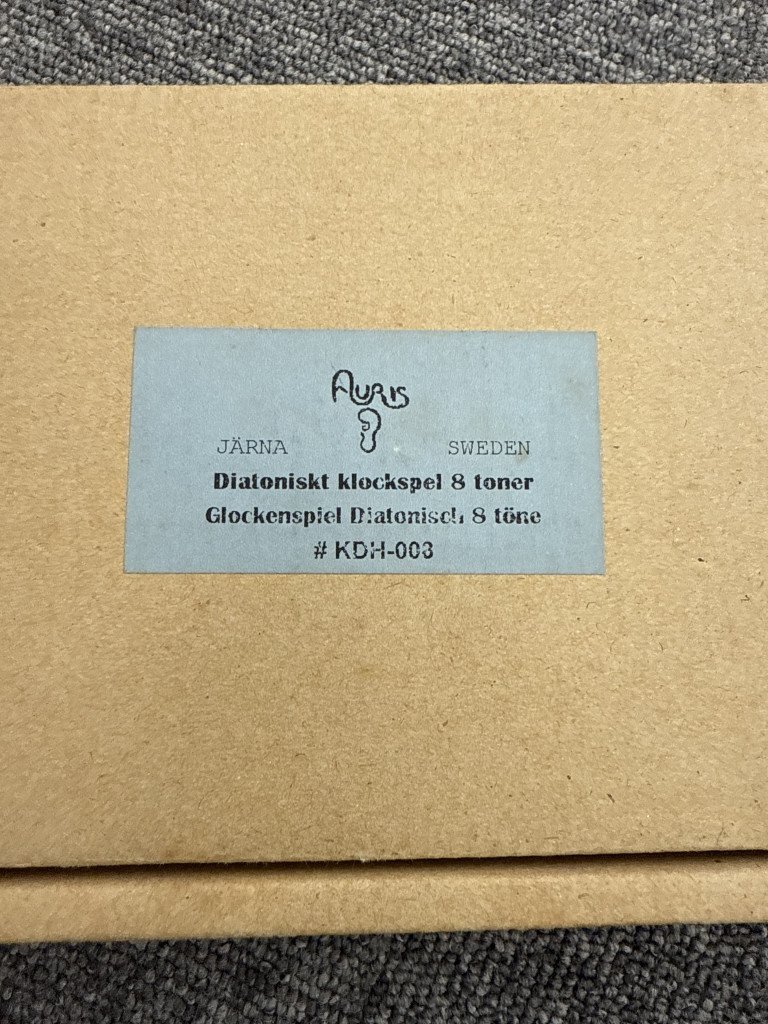 AURIS
JÄRNA SWEDEN
Diatoniskt klockspel 8 toner
Glockenspiel Diatonisch 8 töne
# KDH-003